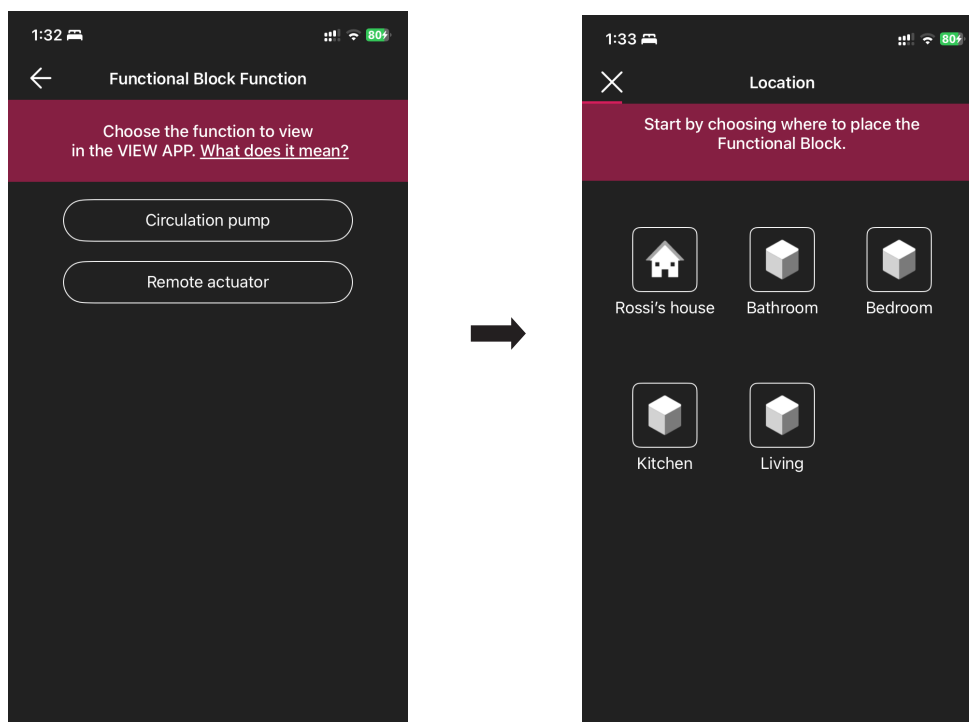 1:32
80
Functional Block Function
Choose the function to view
in the VIEW APP. What does it mean?
Circulation pump
Remote actuator
1:33
80
Location
Start by choosing where to place the
Functional Block.
Rossi's house
Bathroom
Bedroom
Kitchen
Living